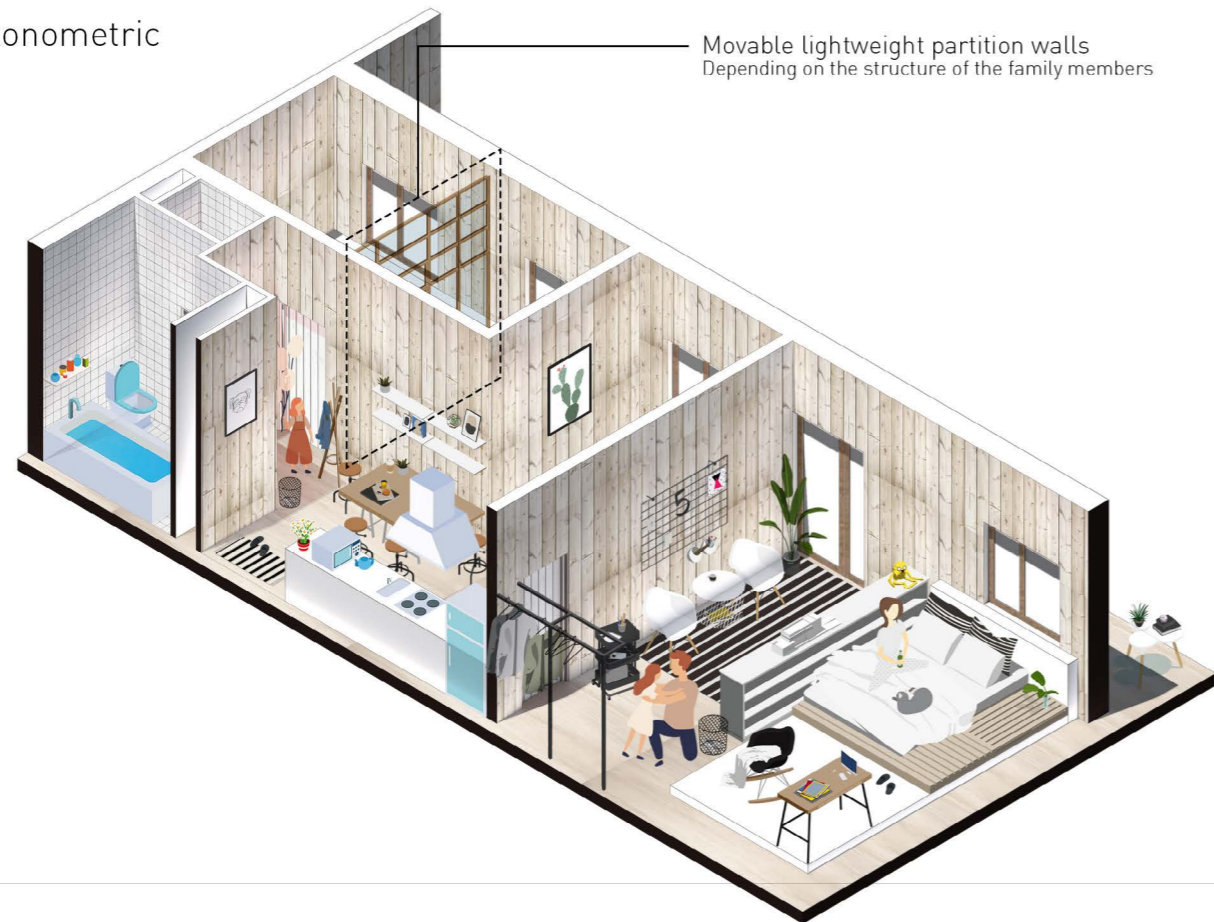 onometric
Movable lightweight partition walls
Depending on the structure of the family members
5